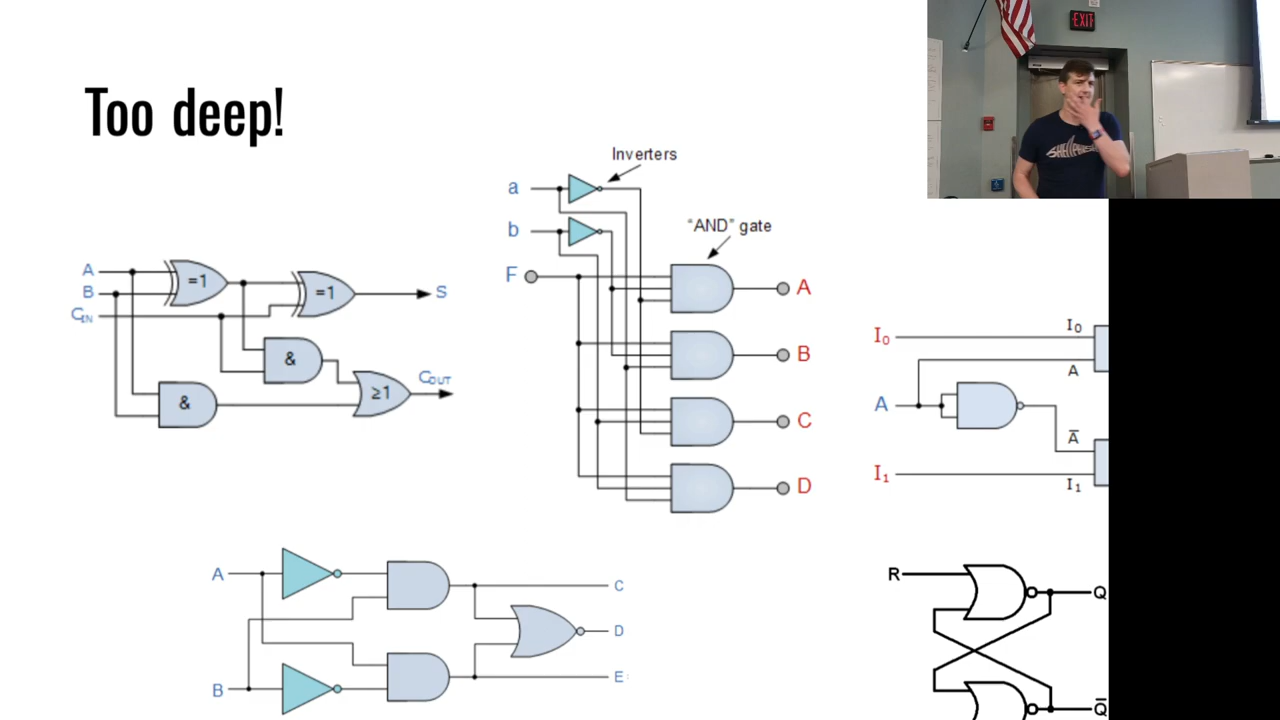 Too deep!
EXIT
Inverters
a
b
F
"AND" gate
A
B
C
D
A
B
CIN
=1
=1
S
&
&
≥1
COUT
I0
I0
A
A
A̅
I1
I1
A
B
C
D
E
R
Q
Q̅